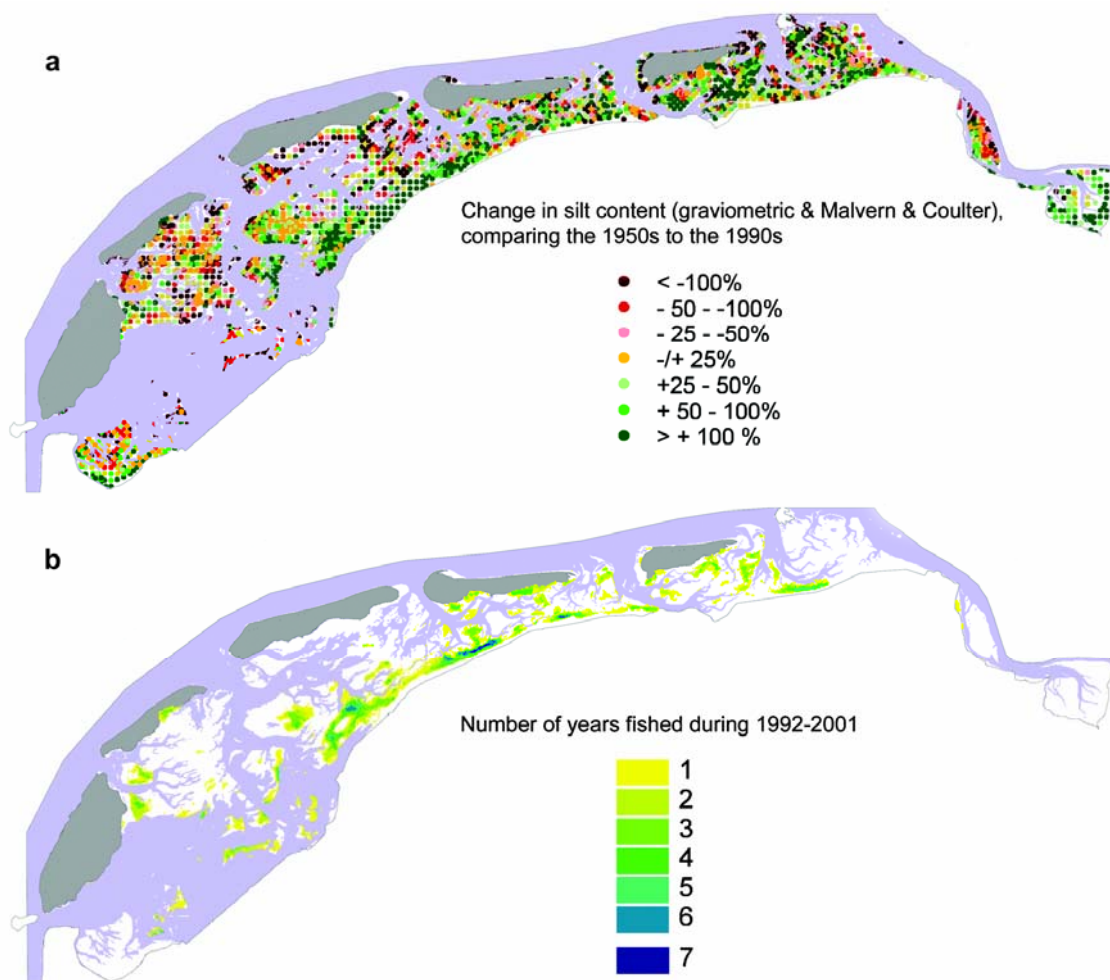 a
Change in silt content (graviometric & Malvern & Coulter),
comparing the 1950s to the 1990s
< -100%
- 50 - -100%
- 25 - -50%
-/+ 25%
+25 - 50%
+ 50 - 100%
> + 100 %
b
Number of years fished during 1992-2001
1
2
3
4
5
6
7